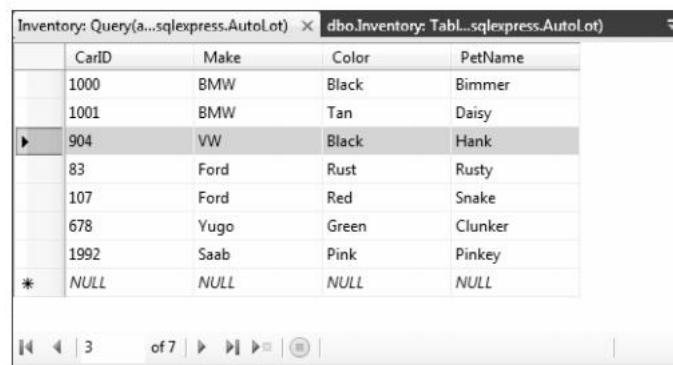 Inventory: Query(a...sqlexpress.AutoLot) dbo.Inventory: Tabl...sqlexpress.AutoLot)
CarID Make Color PetName
1000 BMW Black Bimmer
1001 BMW Tan Daisy
904 VW Black Hank
83 Ford Rust Rusty
107 Ford Red Snake
678 Yugo Green Clunker
1992 Saab Pink Pinkey
NULL NULL NULL NULL
3 of 7